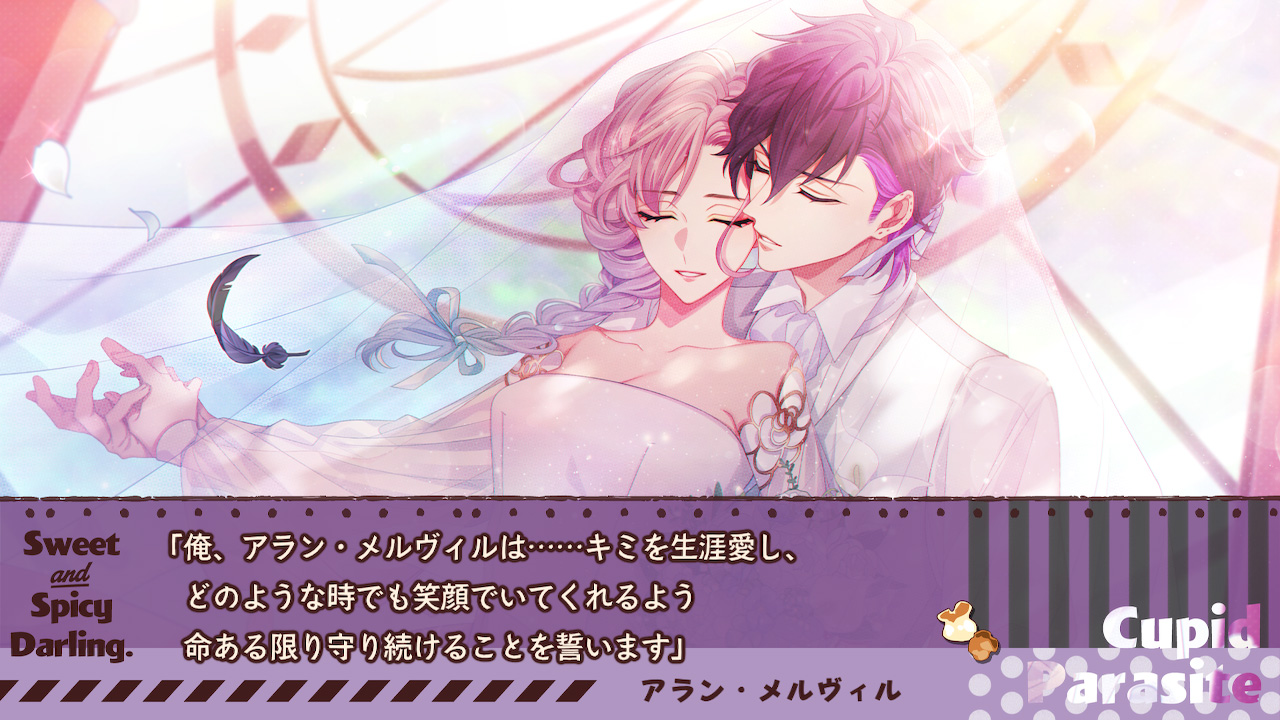 Sweet
and
Spicy
Darling.
「俺、アラン・メルヴィルは……キミを生涯愛し、
どのような時でも笑顔でいてくれるよう
命ある限り守り続けることを誓います」
アラン・メルヴィル
Cupid
Parasite